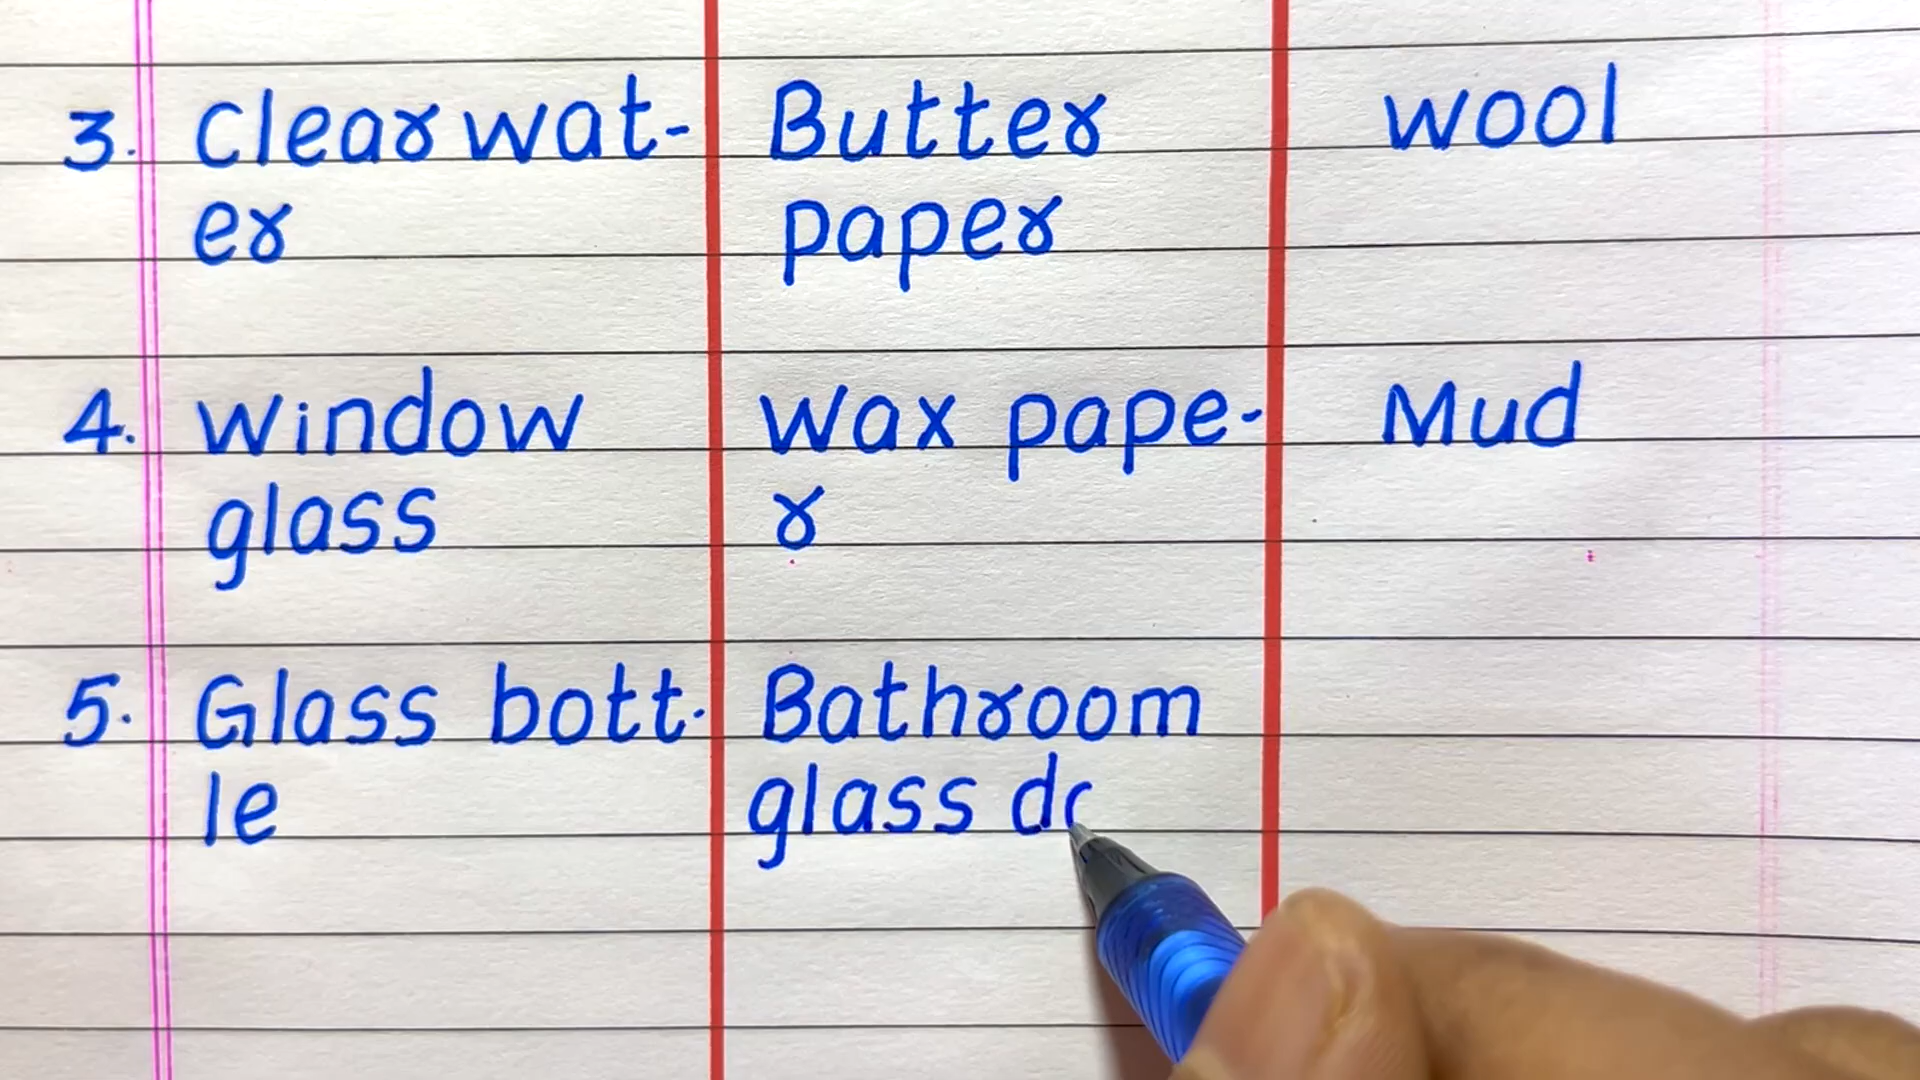 3. Clear wat- Butter wool
er paper
4. window wax pape- Mud
glass r
5. Glass bott- Bathroom
le glass